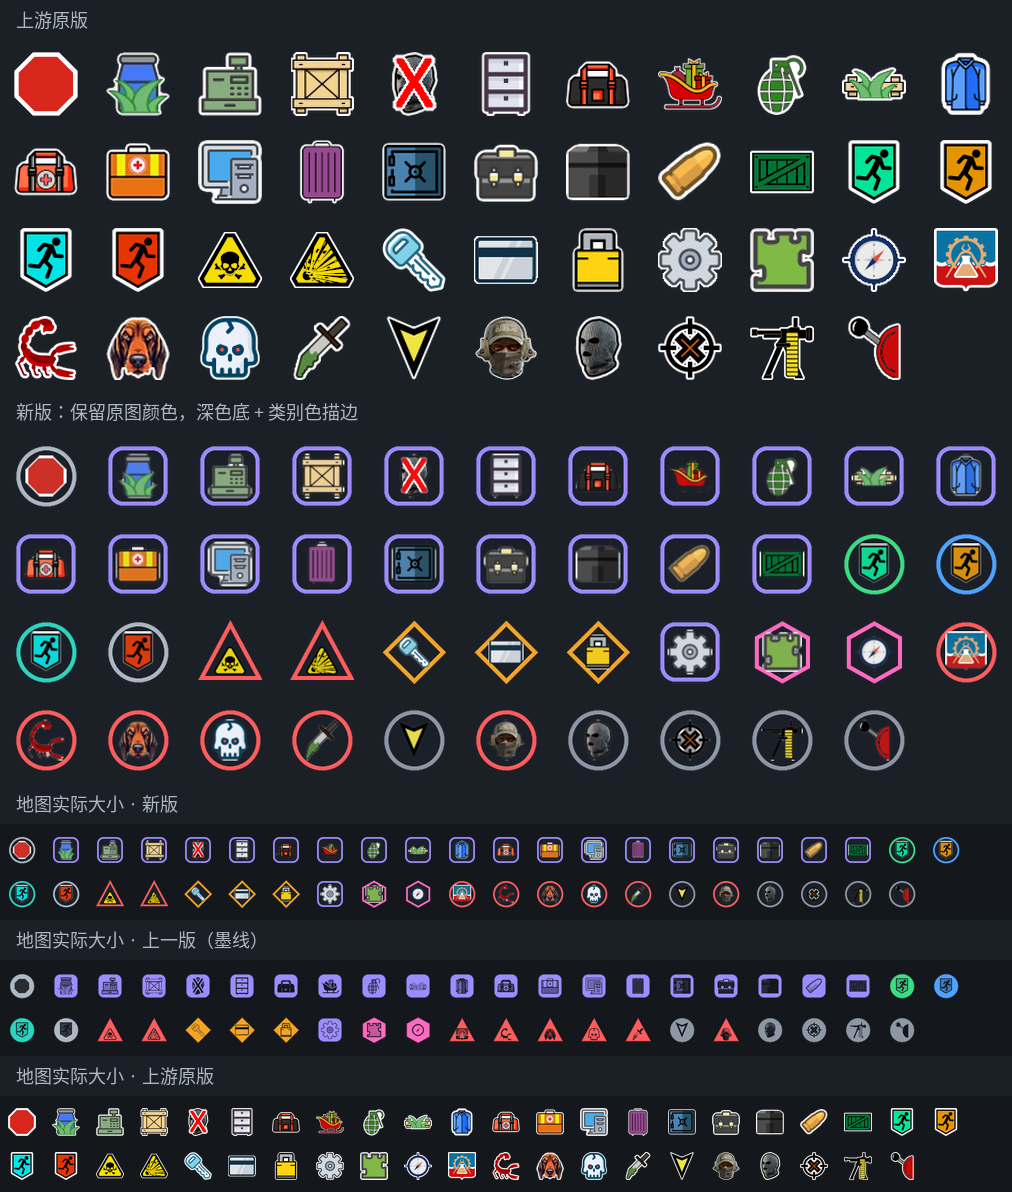 上游原版
新版：保留原图颜色，深色底 + 类别色描边
地图实际大小 · 新版
地图实际大小 · 上一版（墨线）
地图实际大小 · 上游原版